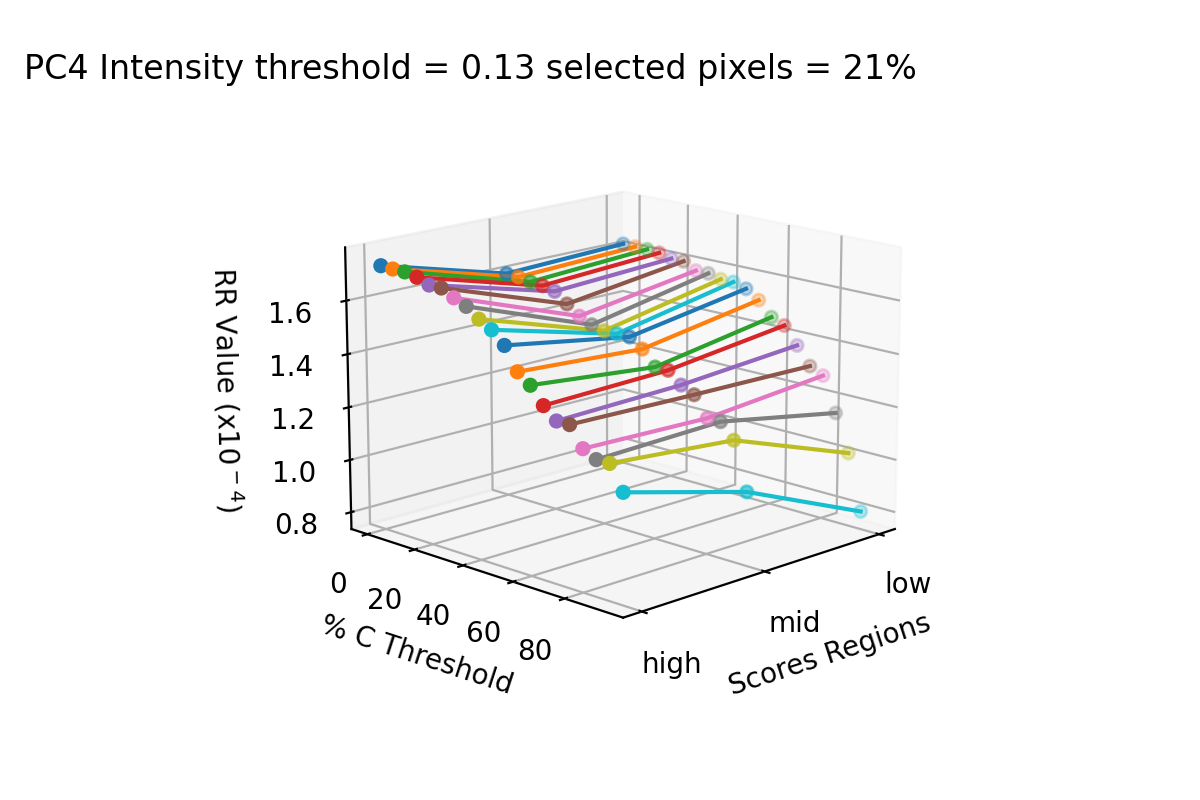 PC4 Intensity threshold = 0.13 selected pixels = 21%
RR Value (x10⁻⁴)
1.6
1.4
1.2
1.0
0.8
0
20
40
60
80
% C Threshold
high
mid
low
Scores Regions